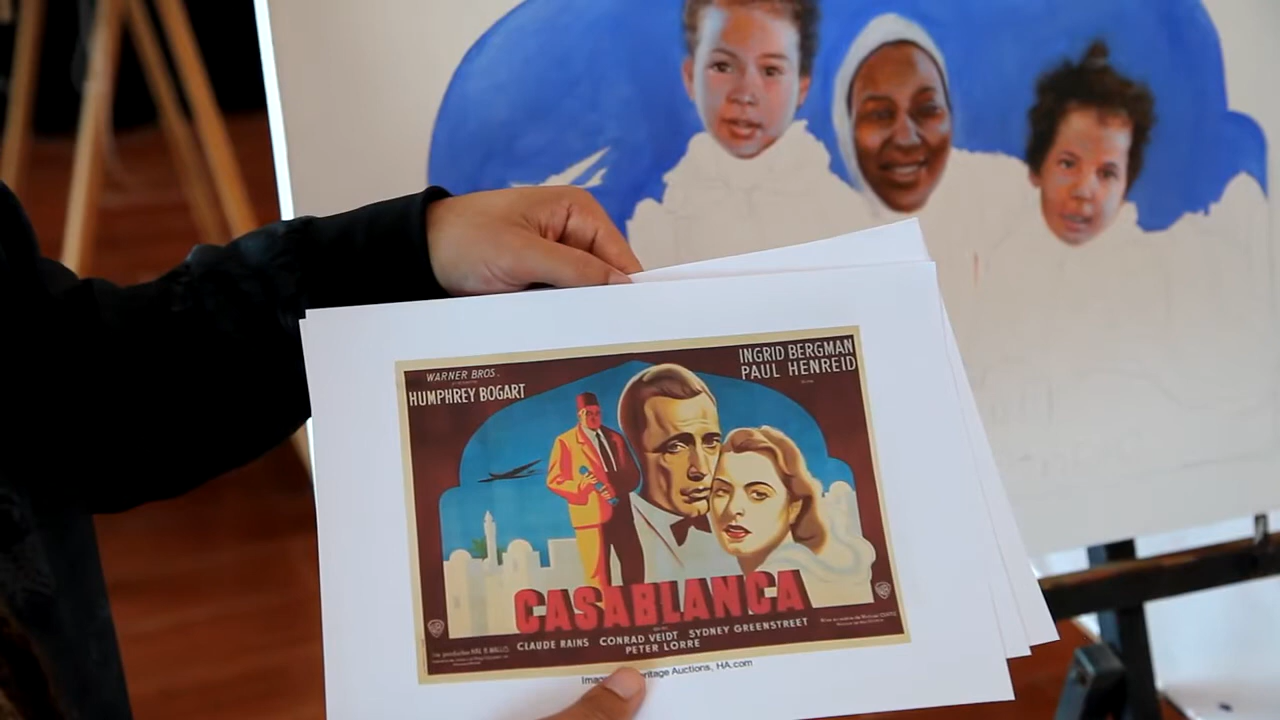 WARNER BROS.
HUMPHREY BOGART
INGRID BERGMAN
PAUL HENREID
CASABLANCA
CLAUDE RAINS CONRAD VEIDT SYDNEY GREENSTREET
PETER LORRE
HA.com
Auctions,